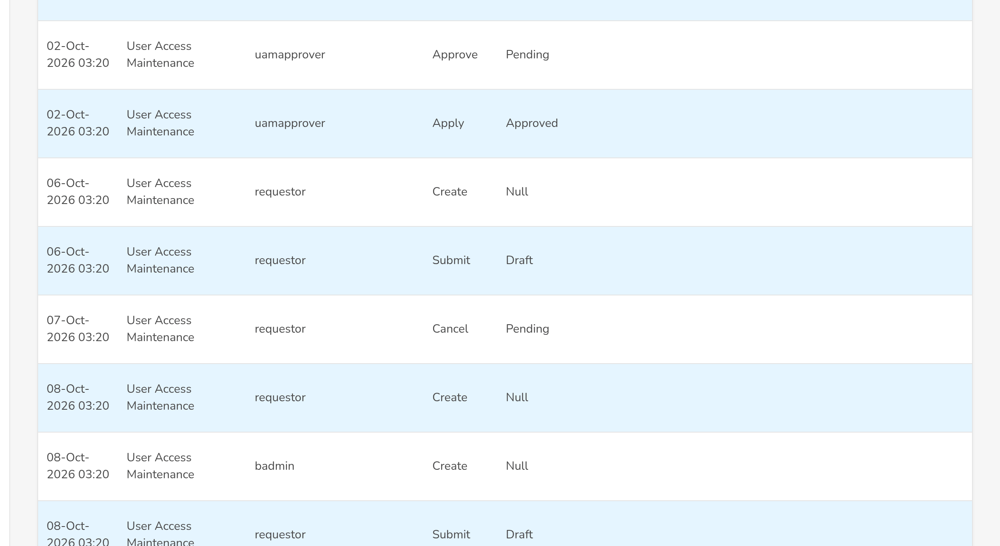 02-Oct-
2026 03:20
User Access
Maintenance
uamapprover
Approve
Pending
02-Oct-
2026 03:20
User Access
Maintenance
uamapprover
Apply
Approved
06-Oct-
2026 03:20
User Access
Maintenance
requestor
Create
Null
06-Oct-
2026 03:20
User Access
Maintenance
requestor
Submit
Draft
07-Oct-
2026 03:20
User Access
Maintenance
requestor
Cancel
Pending
08-Oct-
2026 03:20
User Access
Maintenance
requestor
Create
Null
08-Oct-
2026 03:20
User Access
Maintenance
badmin
Create
Null
08-Oct-
2026 03:20
User Access
Maintenance
requestor
Submit
Draft